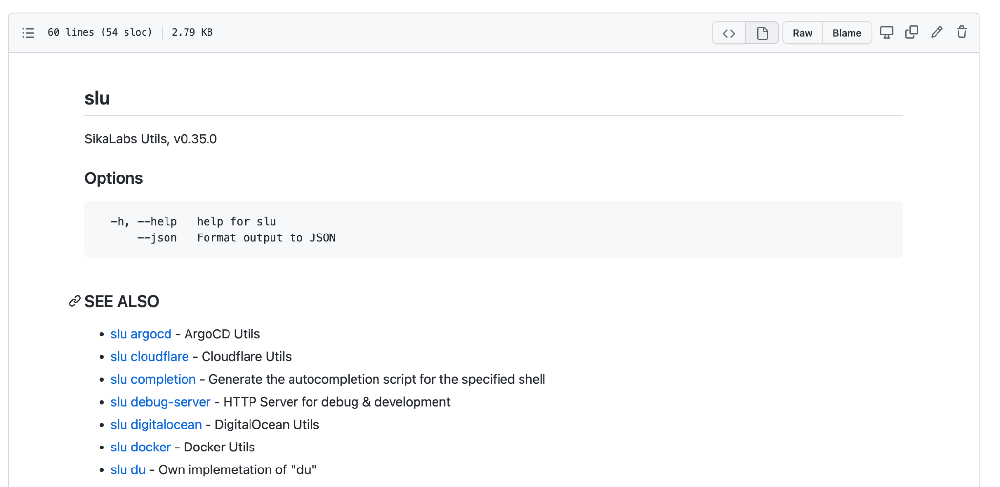 60 lines (54 sloc) 2.79 KB Raw Blame
slu
SikaLabs Utils, v0.35.0
Options
-h, --help   help for slu
    --json   Format output to JSON
SEE ALSO
• slu argocd - ArgoCD Utils
• slu cloudflare - Cloudflare Utils
• slu completion - Generate the autocompletion script for the specified shell
• slu debug-server - HTTP Server for debug & development
• slu digitalocean - DigitalOcean Utils
• slu docker - Docker Utils
• slu du - Own implemetation of "du"